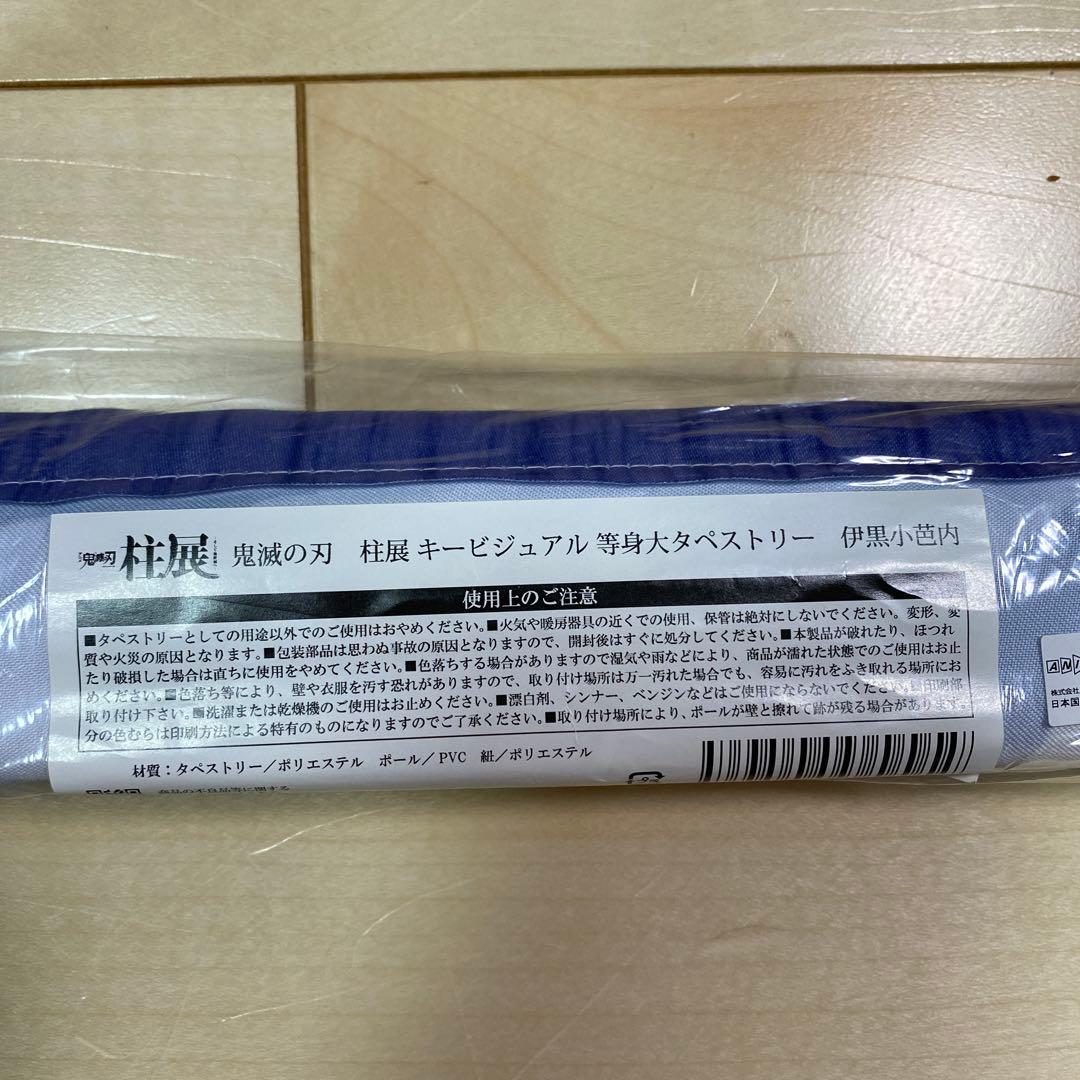 鬼滅の刃 柱展 鬼滅の刃　柱展 キービジュアル 等身大タペストリー　伊黒小芭内
使用上のご注意
■タペストリーとしての用途以外でのご使用はおやめください。■火気や暖房器具の近くでの使用、保管は絶対にしないでください。変形、変
質や火災の原因となります。■包装部品は思わぬ事故の原因となりますので、開封後はすぐに処分してください。■本製品が破れたり、ほつれ
たり破損した場合は直ちに使用をやめてください。■色落ちする場合がありますので湿気や雨などにより、商品が濡れた状態でのご使用はお止
めください。■色落ち等により、壁や衣服を汚す恐れがありますので、取り付け場所は万一汚れた場合でも、容易に汚れをふき取れる場所にお
取り付け下さい。■洗濯または乾燥機のご使用はお止めください。■漂白剤、シンナー、ベンジンなどはご使用にならないでください。■印刷部
分の色むらは印刷方法による特有のものになりますのでご了承ください。■取り付け場所により、ポールが壁と擦れて跡が残る場合があります。
材質：タペストリー／ポリエステル　ポール／PVC　紐／ポリエステル
商品の不良品等に関する
ANI
株式会社
日本国